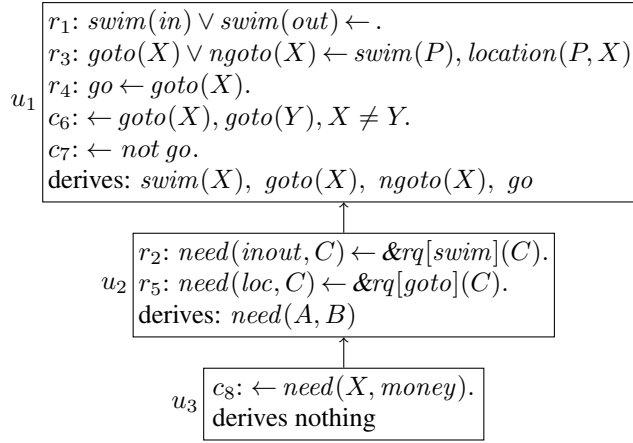 r₁: swim(in) ∨ swim(out) ← .
r₃: goto(X) ∨ ngoto(X) ← swim(P), location(P, X)
r₄: go ← goto(X).
u₁
c₆: ← goto(X), goto(Y), X ≠ Y.
c₇: ← not go.
derives: swim(X), goto(X), ngoto(X), go
r₂: need(inout, C) ← &rq[swim](C).
u₂ r₅: need(loc, C) ← &rq[goto](C).
derives: need(A, B)
c₈: ← need(X, money).
u₃
derives nothing